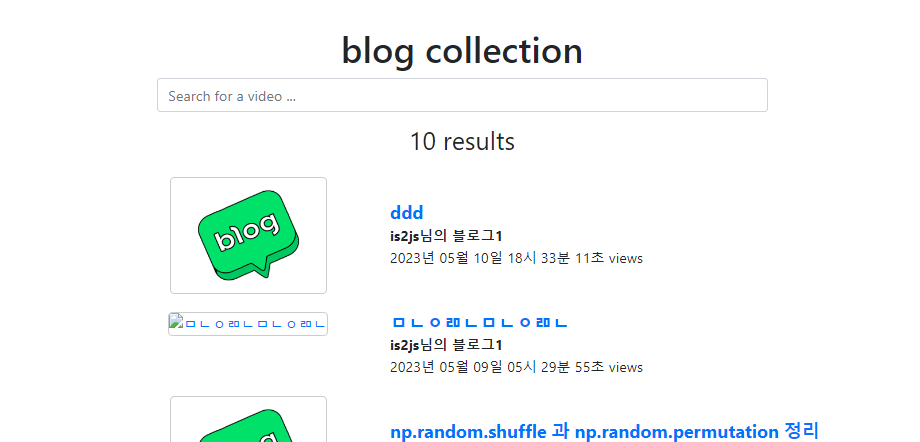 blog collection
Search for a video ...
10 results
blog
ddd
is2js님의 블로그1
2023년 05월 10일 18시 33분 11초 views
ㅁㄴㅇㄻㄴㅁㄴㅇㄻㄴ
ㅁㄴㅇㄻㄴㅁㄴㅇㄻㄴ
is2js님의 블로그1
2023년 05월 09일 05시 29분 55초 views
np.random.shuffle 과 np.random.permutation 정리